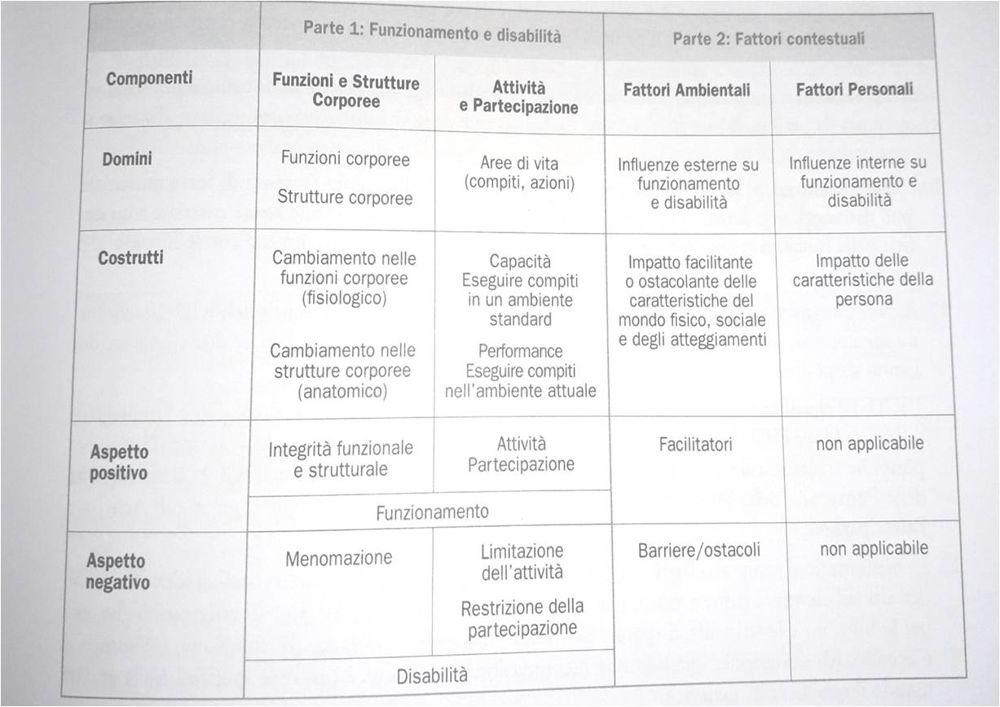 Parte 1: Funzionamento e disabilità
Parte 2: Fattori contestuali
Componenti
Funzioni e Strutture
Corporee
Attività
e Partecipazione
Fattori Ambientali
Fattori Personali
Domini
Funzioni corporee
Strutture corporee
Aree di vita
(compiti, azioni)
Influenze esterne su
funzionamento
e disabilità
Influenze interne su
funzionamento e
disabilità
Costrutti
Cambiamento nelle
funzioni corporee
(fisiologico)
Cambiamento nelle
strutture corporee
(anatomico)
Capacità
Eseguire compiti
in un ambiente
standard
Performance
Eseguire compiti
nell'ambiente attuale
Impatto facilitante
o ostacolante delle
caratteristiche del
mondo fisico, sociale
e degli atteggiamenti
Impatto delle
caratteristiche della
persona
Aspetto
positivo
Integrità funzionale
e strutturale
Attività
Partecipazione
Funzionamento
Facilitatori
non applicabile
Aspetto
negativo
Menomazione
Limitazione
dell'attività
Restrizione della
partecipazione
Disabilità
Barriere/ostacoli
non applicabile